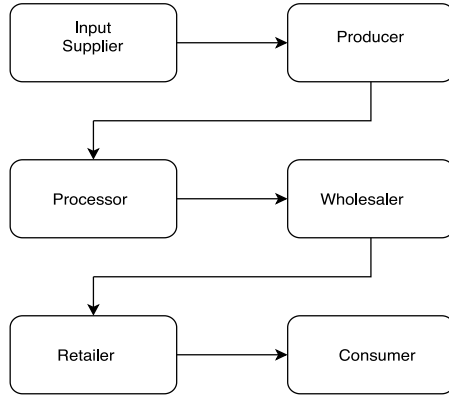 Input
Supplier
Producer
Processor
Wholesaler
Retailer
Consumer